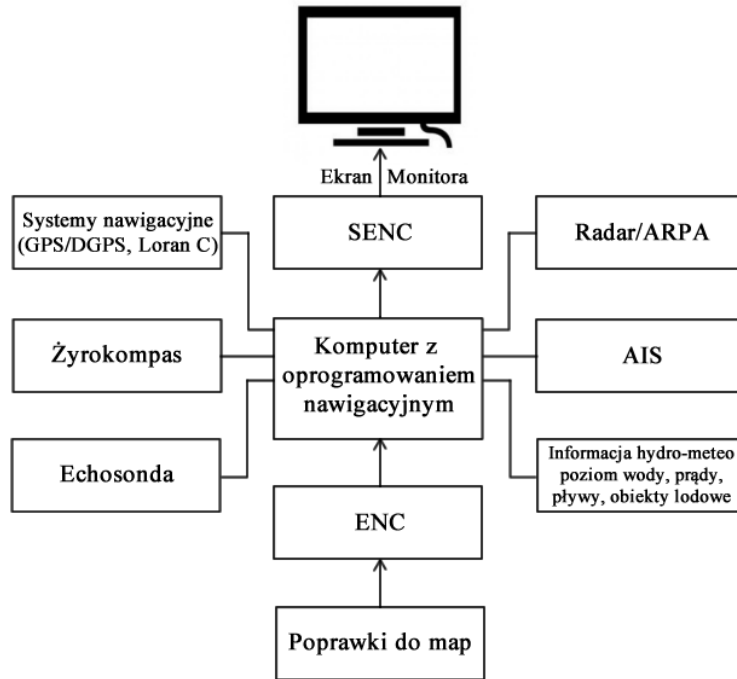 Ekran Monitora
Systemy nawigacyjne
(GPS/DGPS, Loran C)
SENC
Radar/ARPA
Żyrokompas
Komputer z
oprogramowaniem
nawigacyjnym
AIS
Echosonda
Informacja hydro-meteo
poziom wody, prądy,
pływy, obiekty lodowe
ENC
Poprawki do map